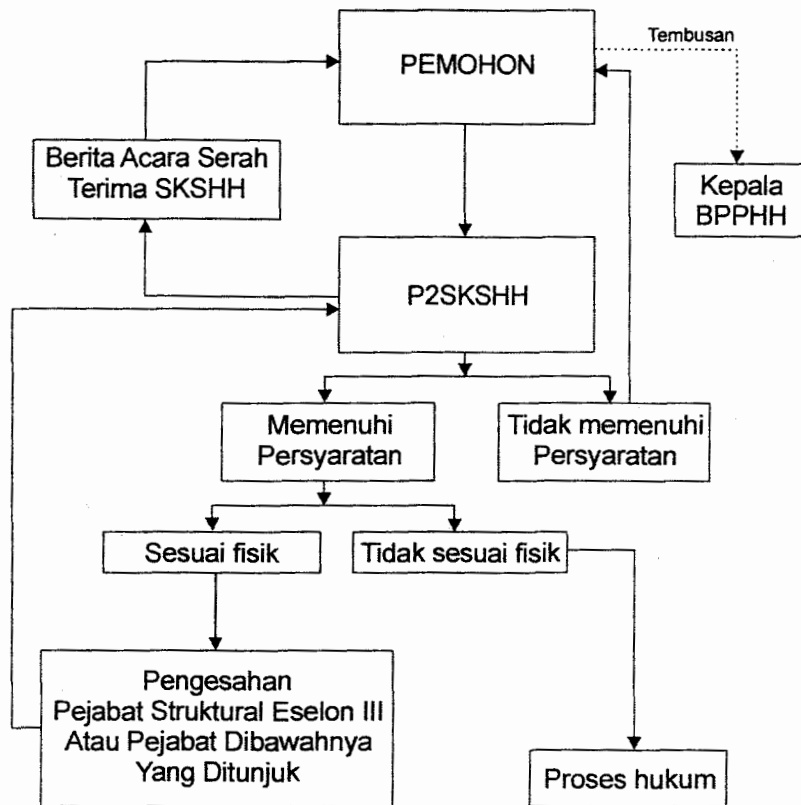 Tembusan
PEMOHON
Berita Acara Serah
Terima SKSHH
Kepala
BPPHH
P2SKSHH
Memenuhi
Persyaratan
Tidak memenuhi
Persyaratan
Sesuai fisik
Tidak sesuai fisik
Pengesahan
Pejabat Struktural Eselon III
Atau Pejabat Dibawahnya
Yang Ditunjuk
Proses hukum